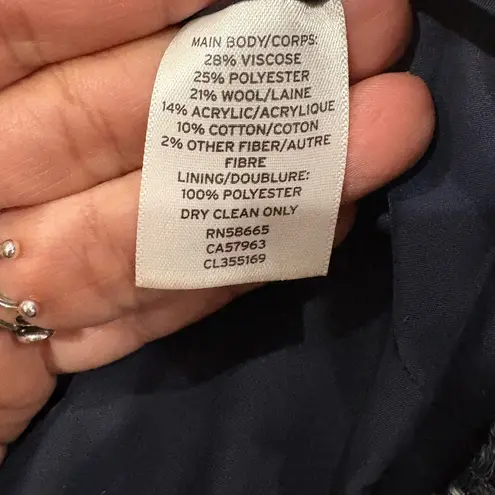 MAIN BODY/CORPS:
28% VISCOSE
25% POLYESTER
21% WOOL/LAINE
14% ACRYLIC/ACRYLIQUE
10% COTTON/COTON
2% OTHER FIBER/AUTRE
FIBRE
LINING/DOUBLURE:
100% POLYESTER
DRY CLEAN ONLY
RN58665
CA57963
CL355169